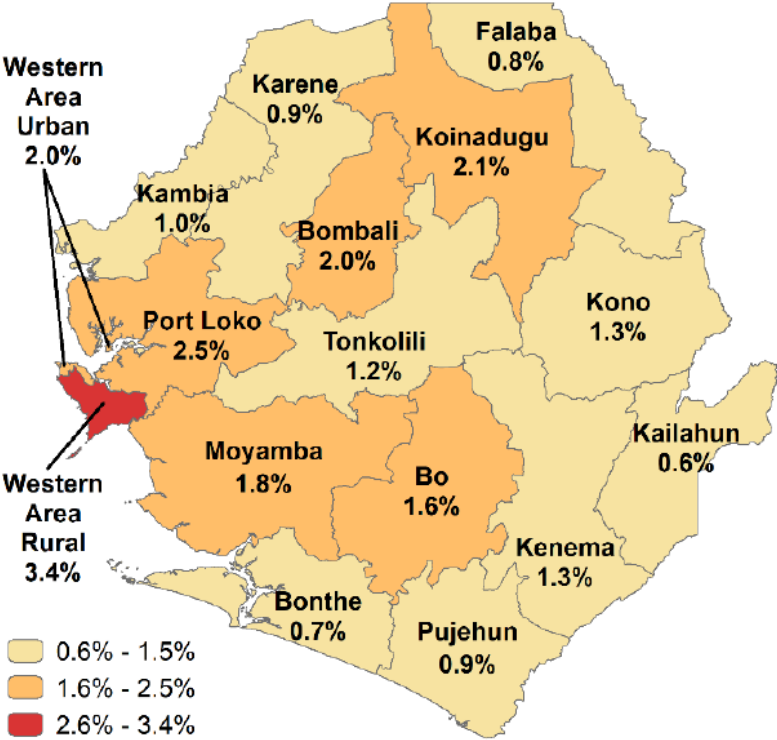 Falaba
0.8%
Western
Area
Urban
2.0%
Karene
0.9%
Koinadugu
2.1%
Kambia
1.0%
Bombali
2.0%
Kono
1.3%
Port Loko
2.5%
Tonkolili
1.2%
Kailahun
0.6%
Moyamba
1.8%
Bo
1.6%
Western
Area
Rural
3.4%
Kenema
1.3%
Bonthe
0.7%
Pujehun
0.9%
0.6% - 1.5%
1.6% - 2.5%
2.6% - 3.4%